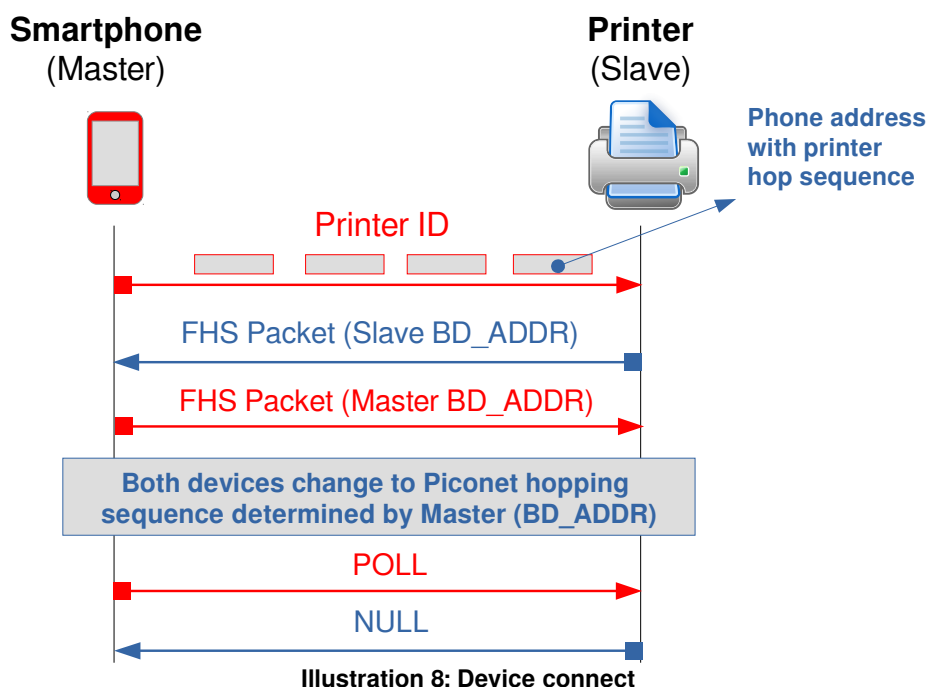 Smartphone
(Master)
Printer
(Slave)
Phone address
with printer
hop sequence
Printer ID
FHS Packet (Slave BD_ADDR)
FHS Packet (Master BD_ADDR)
Both devices change to Piconet hopping
sequence determined by Master (BD_ADDR)
POLL
NULL
Illustration 8: Device connect